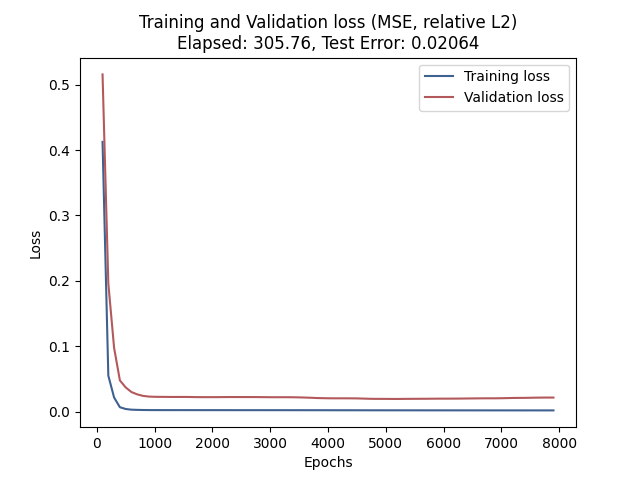 Training and Validation loss (MSE, relative L2)
Elapsed: 305.76, Test Error: 0.02064
Training loss
Validation loss
0.5
0.4
0.3
0.2
0.1
0.0
Loss
0 1000 2000 3000 4000 5000 6000 7000 8000
Epochs